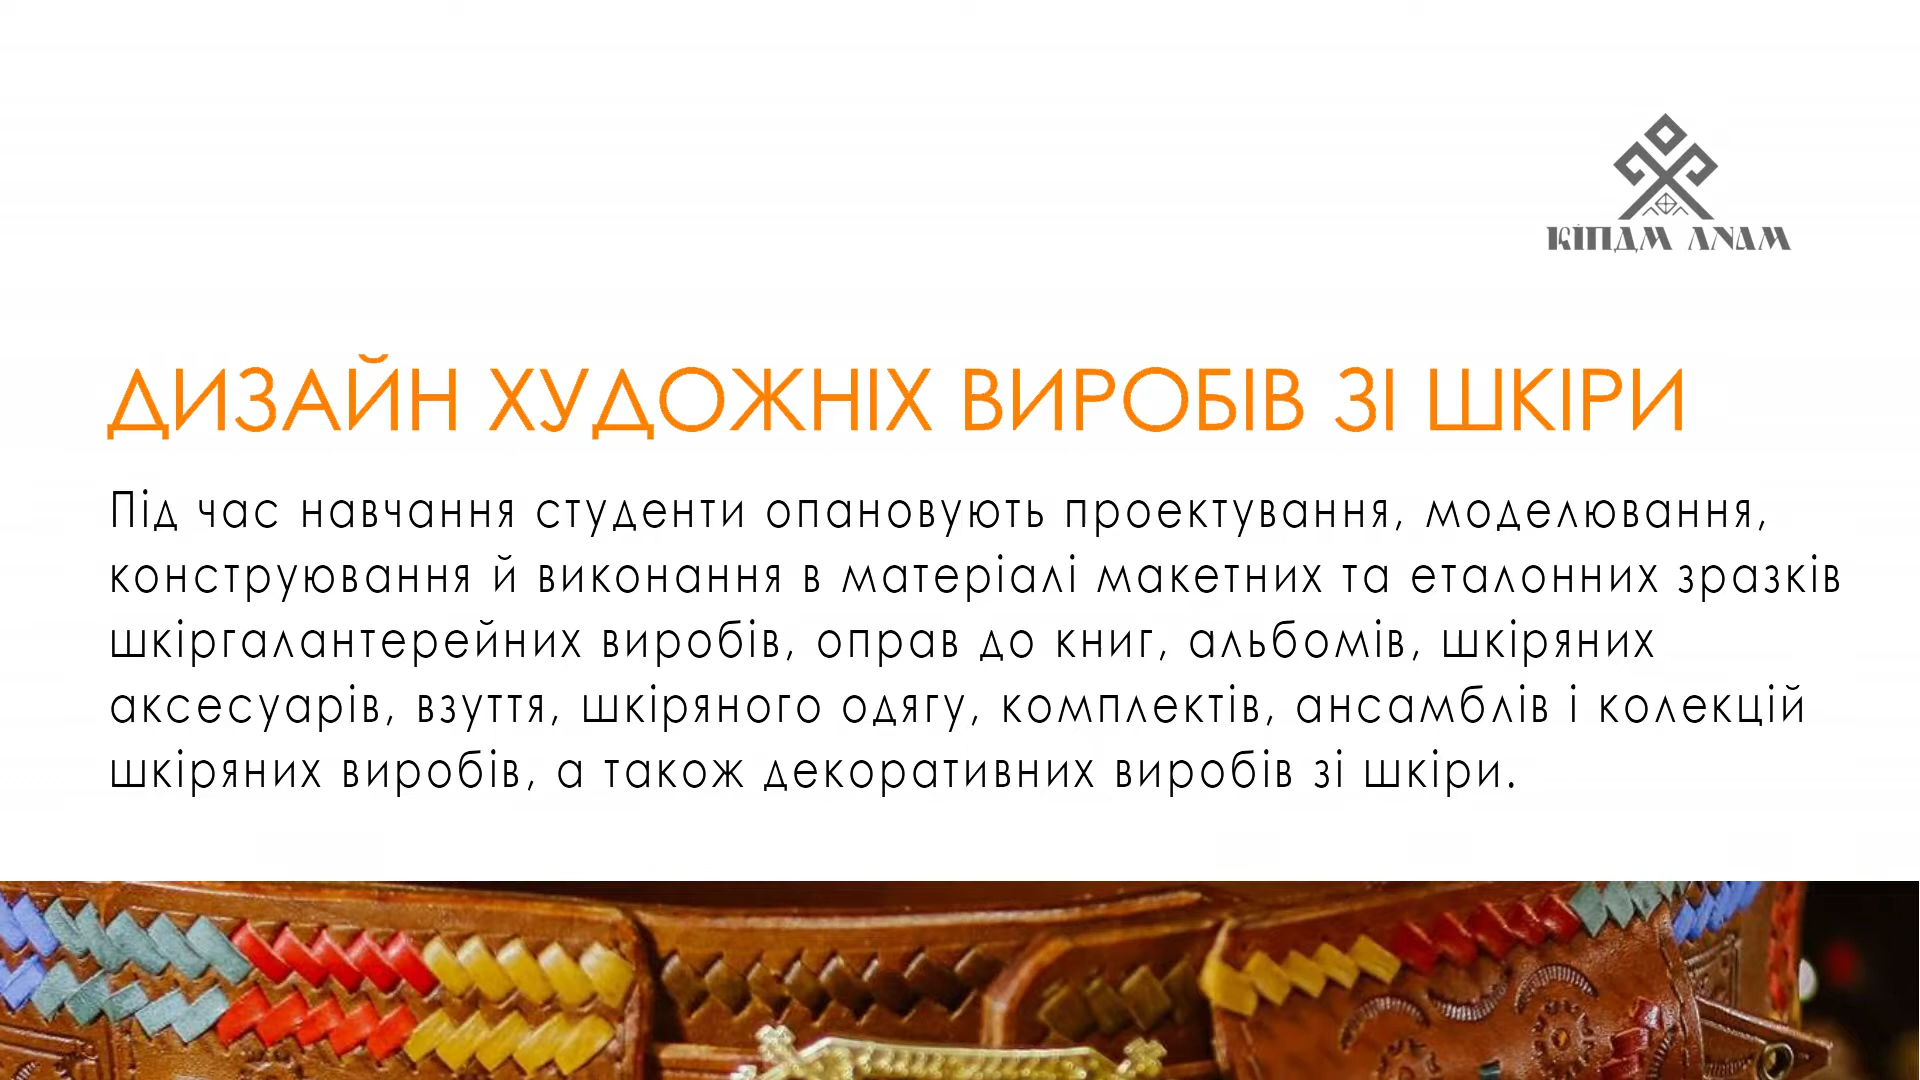 КІПДМ ЛNАМ
ДИЗАЙН ХУДОЖНІХ ВИРОБІВ ЗІ ШКІРИ
Під час навчання студенти опановують проектування, моделювання,
конструювання й виконання в матеріалі макетних та еталонних зразків
шкіргалантерейних виробів, оправ до книг, альбомів, шкіряних
аксесуарів, взуття, шкіряного одягу, комплектів, ансамблів і колекцій
шкіряних виробів, а також декоративних виробів зі шкіри.